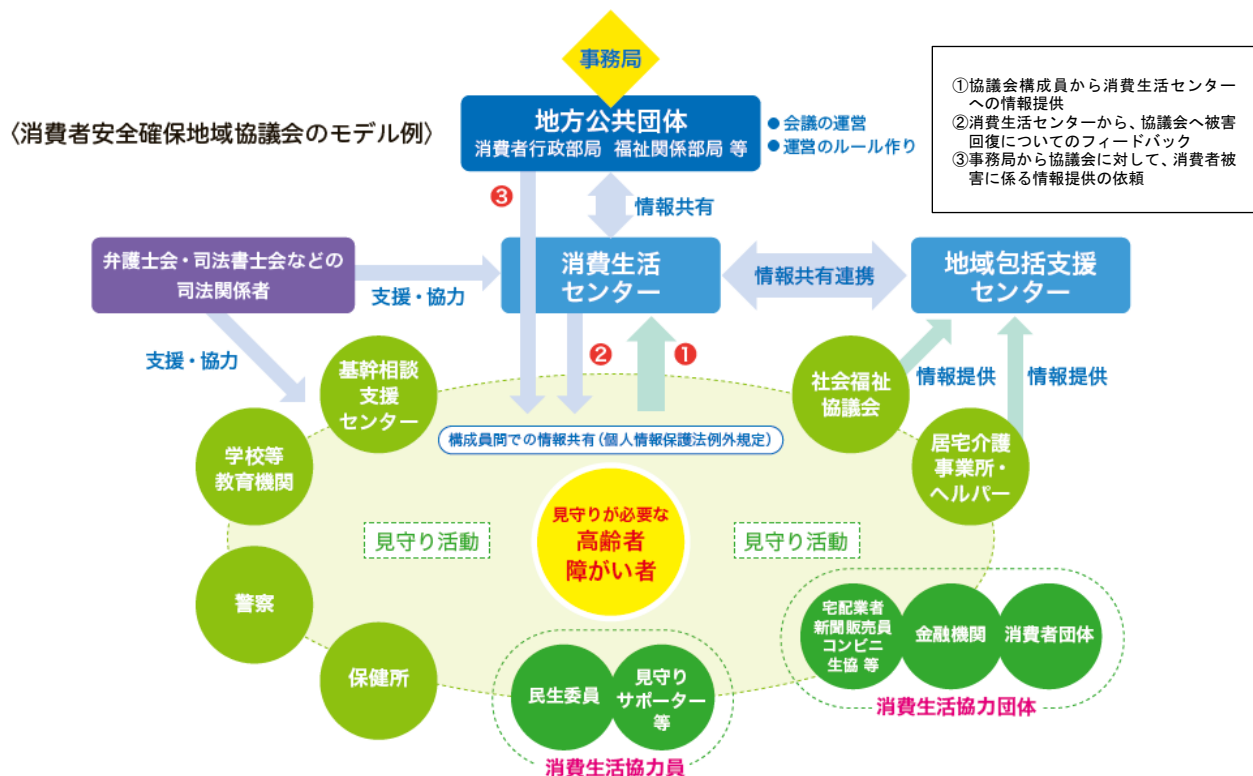 事務局
地方公共団体
消費者行政部局 福祉関係部局 等
● 会議の運営
● 運営のルール作り
〈消費者安全確保地域協議会のモデル例〉
①協議会構成員から消費生活センター
への情報提供
②消費生活センターから、協議会へ被害
回復についてのフィードバック
③事務局から協議会に対して、消費者被
害に係る情報提供の依頼
❸
情報共有
弁護士会・司法書士会などの
司法関係者
支援・協力
消費生活
センター
情報共有連携
地域包括支援
センター
支援・協力
❷
❶
基幹相談
支援
センター
社会福祉
協議会
情報提供
情報提供
構成員間での情報共有(個人情報保護法例外規定)
学校等
教育機関
居宅介護
事業所・
ヘルパー
見守り活動
見守りが必要な
高齢者
障がい者
見守り活動
警察
保健所
宅配業者
新聞販売員
コンビニ
生協 等
金融機関
消費者団体
消費生活協力団体
民生委員
見守り
サポーター
等
消費生活協力員